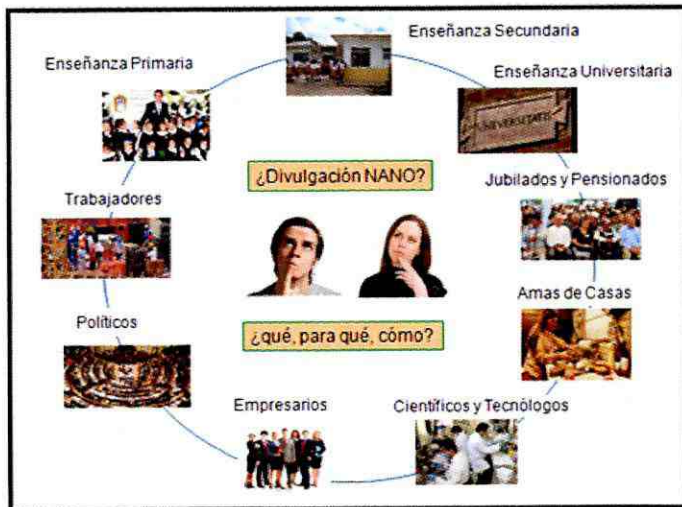 Enseñanza Secundaria
Enseñanza Primaria
Enseñanza Universitaria
UNIVERSITATIS
¿Divulgación NANO?
Jubilados y Pensionados
Trabajadores
Amas de Casas
Políticos
¿qué, para qué, cómo?
Empresarios
Científicos y Tecnólogos